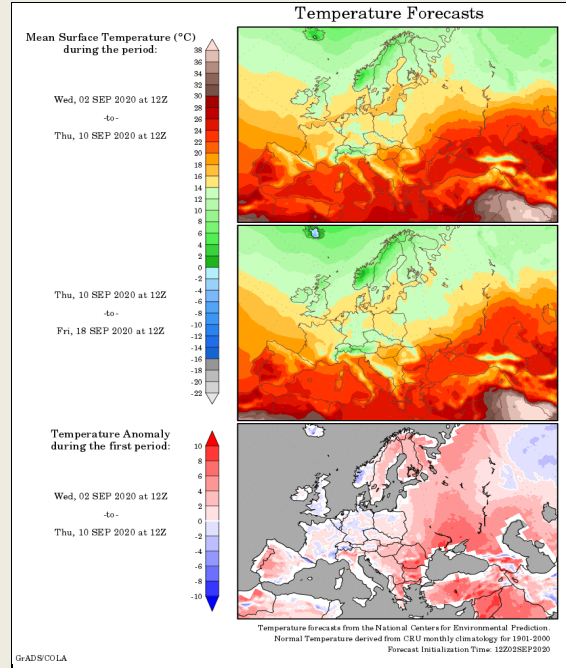 Temperature Forecasts
Mean Surface Temperature (°C)
during the period:
Wed, 02 SEP 2020 at 12Z
-to-
Thu, 10 SEP 2020 at 12Z
38
36
34
32
30
28
26
24
22
20
18
16
14
12
10
8
6
4
2
0
-2
-4
-6
-8
-10
-12
-14
-16
-18
-20
-22
Thu, 10 SEP 2020 at 12Z
-to-
Fri, 18 SEP 2020 at 12Z
Temperature Anomaly
during the first period:
Wed, 02 SEP 2020 at 12Z
-to-
Thu, 10 SEP 2020 at 12Z
10
8
6
4
2
0
-2
-4
-6
-8
-10
Temperature forecasts from the National Centers for Environmental Prediction.
Normal Temperature derived from CRU monthly climatology for 1901-2000
Forecast Initialization Time: 12Z02SEP2020
GrADS/COLA